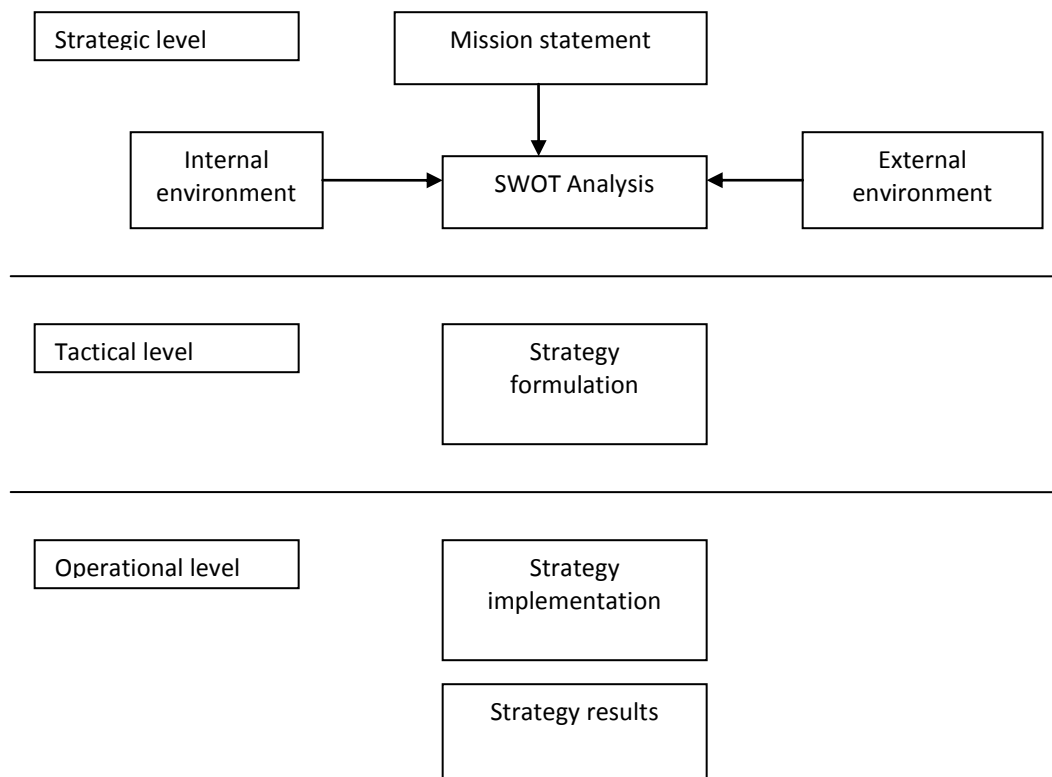 Strategic level
Mission statement
Internal
environment
SWOT Analysis
External
environment
Tactical level
Strategy
formulation
Operational level
Strategy
implementation
Strategy results